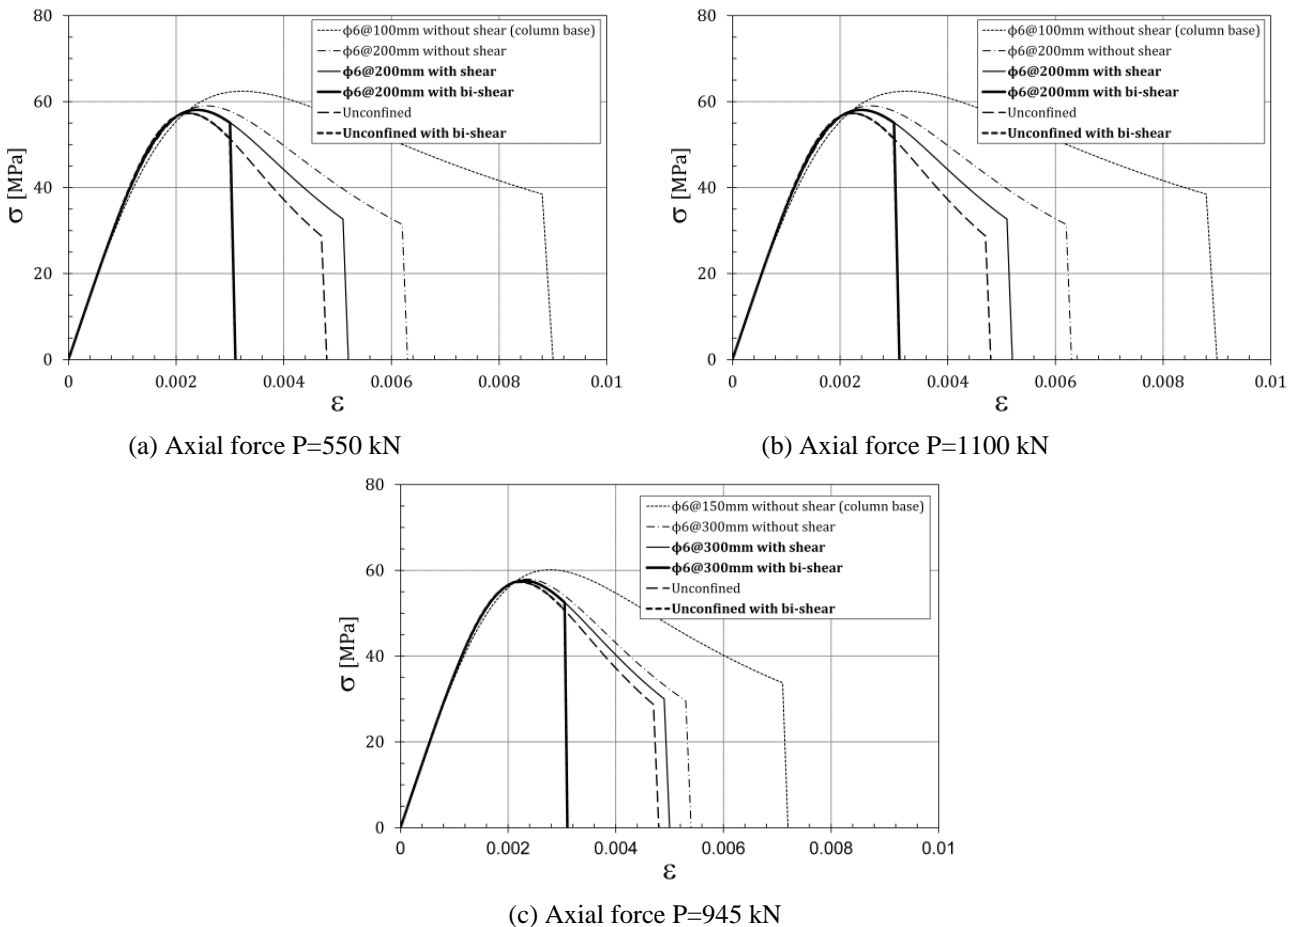 80
60
40
20
0
σ [MPa]
ϕ6@100mm without shear (column base)
ϕ6@200mm without shear
ϕ6@200mm with shear
ϕ6@200mm with bi-shear
Unconfined
Unconfined with bi-shear
0 0.002 0.004 0.006 0.008 0.01
ε
(a) Axial force P=550 kN
80
60
40
20
0
σ [MPa]
ϕ6@100mm without shear (column base)
ϕ6@200mm without shear
ϕ6@200mm with shear
ϕ6@200mm with bi-shear
Unconfined
Unconfined with bi-shear
0 0.002 0.004 0.006 0.008 0.01
ε
(b) Axial force P=1100 kN
80
60
40
20
0
σ [MPa]
ϕ6@150mm without shear (column base)
ϕ6@300mm without shear
ϕ6@300mm with shear
ϕ6@300mm with bi-shear
Unconfined
Unconfined with bi-shear
0 0.002 0.004 0.006 0.008 0.01
ε
(c) Axial force P=945 kN